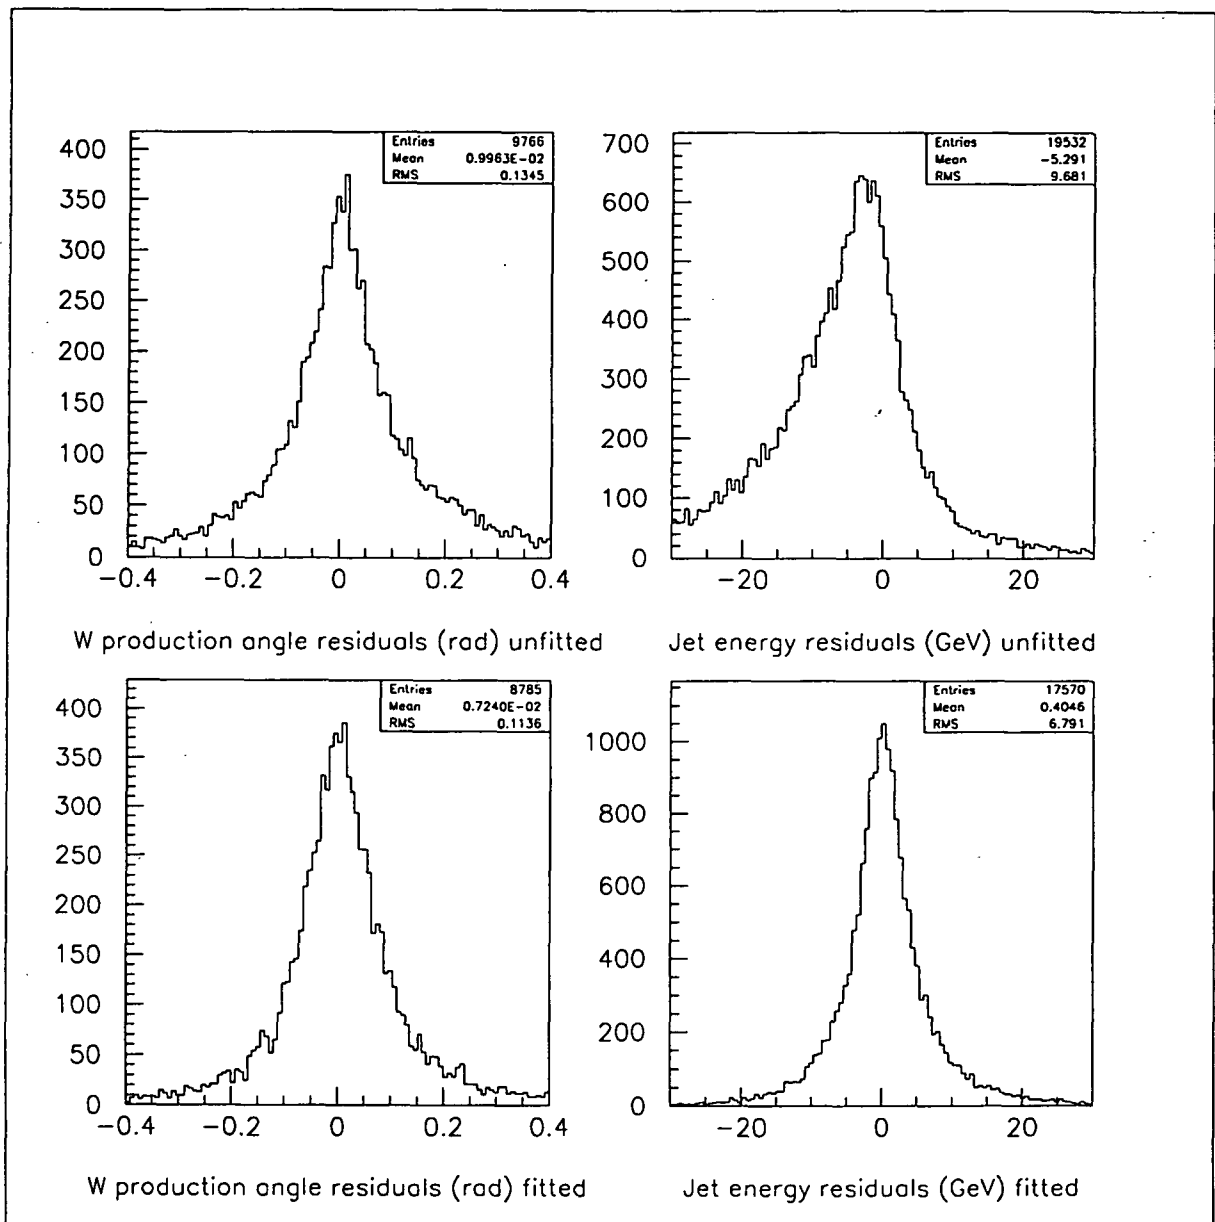 Entries 9766
Mean 0.9963E-02
RMS 0.1345
400
350
300
250
200
150
100
50
0
−0.4 −0.2 0 0.2 0.4
W production angle residuals (rad) unfitted
Entries 19532
Mean −5.291
RMS 9.681
700
600
500
400
300
200
100
0
−20 0 20
Jet energy residuals (GeV) unfitted
Entries 8785
Mean 0.7240E-02
RMS 0.1136
400
350
300
250
200
150
100
50
0
−0.4 −0.2 0 0.2 0.4
W production angle residuals (rad) fitted
Entries 17570
Mean 0.4046
RMS 6.791
1000
800
600
400
200
0
−20 0 20
Jet energy residuals (GeV) fitted